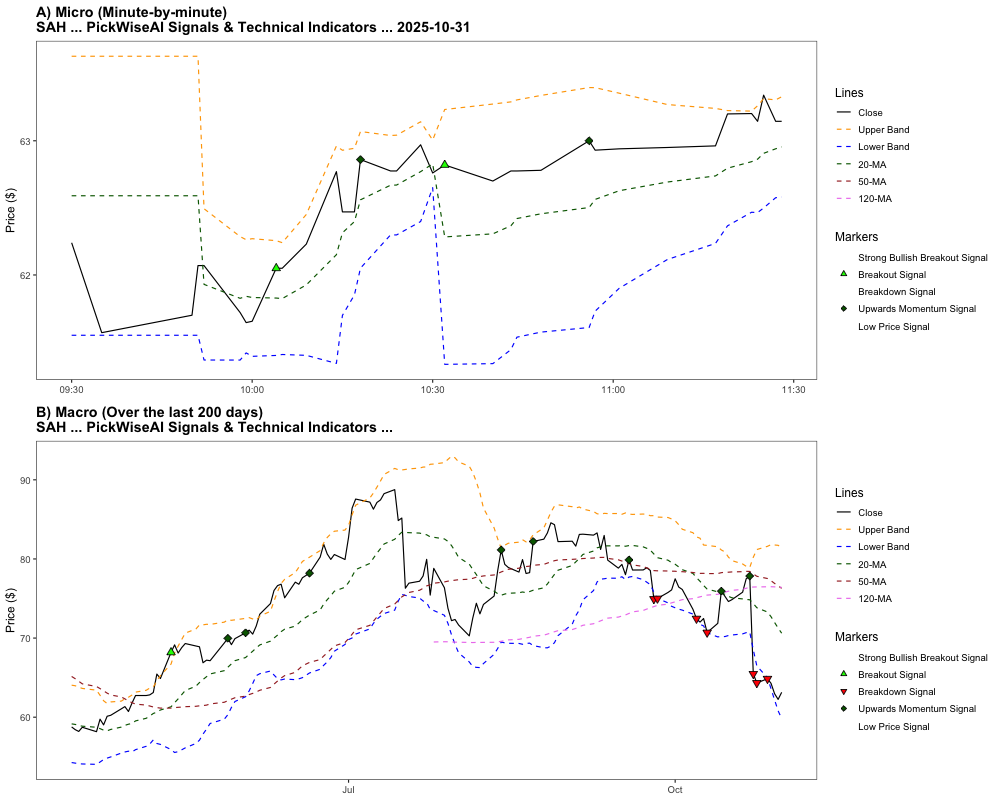 A) Micro (Minute-by-minute)
SAH ... PickWiseAI Signals & Technical Indicators ... 2025-10-31
Price ($)
63
62
09:30
10:00
10:30
11:00
11:30
Lines
Close
Upper Band
Lower Band
20-MA
50-MA
120-MA
Markers
Strong Bullish Breakout Signal
Breakout Signal
Breakdown Signal
Upwards Momentum Signal
Low Price Signal
B) Macro (Over the last 200 days)
SAH ... PickWiseAI Signals & Technical Indicators ...
Price ($)
90
80
70
60
Jul
Oct
Lines
Close
Upper Band
Lower Band
20-MA
50-MA
120-MA
Markers
Strong Bullish Breakout Signal
Breakout Signal
Breakdown Signal
Upwards Momentum Signal
Low Price Signal